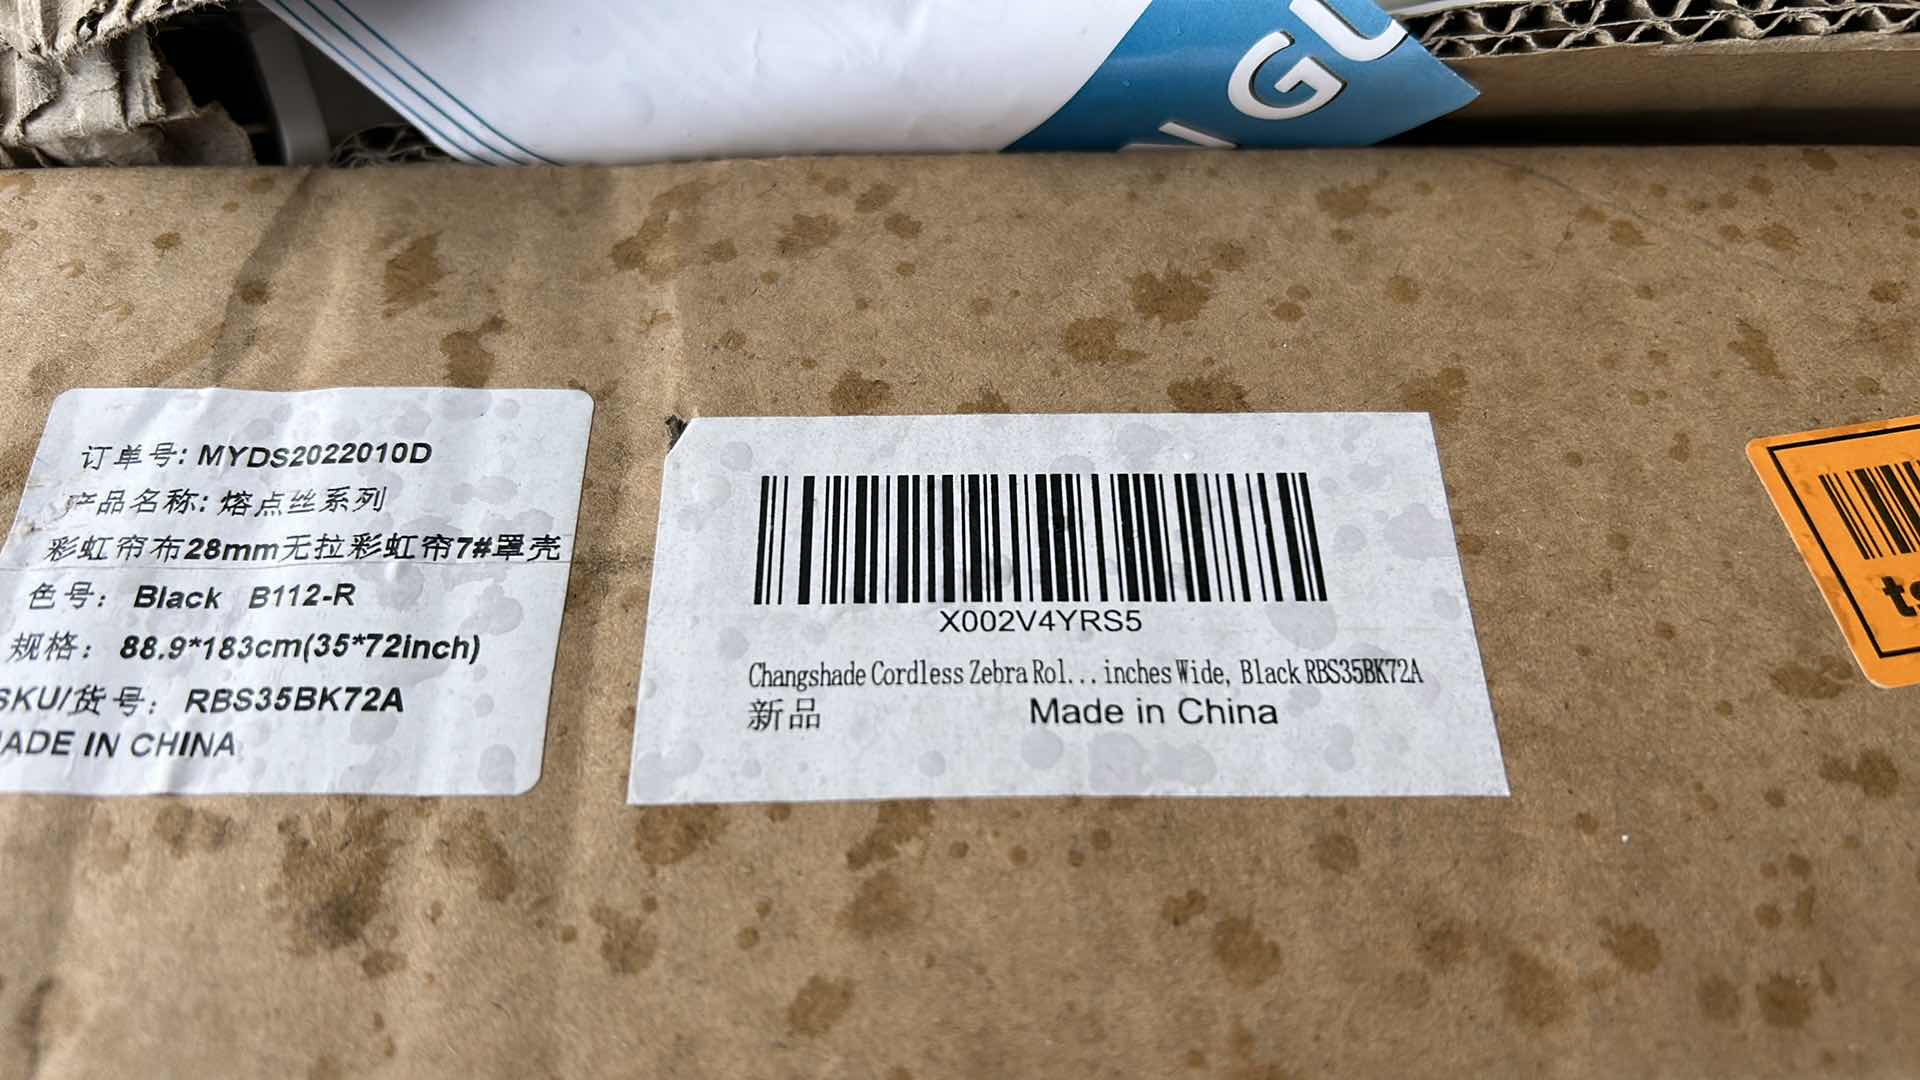 GU
订单号: MYDS2022010D
产品名称: 熔点丝系列
彩虹帘布28mm无拉彩虹帘7#罩壳
色号: Black B112-R
规格: 88.9*183cm(35*72inch)
SKU/货号: RBS35BK72A
MADE IN CHINA
X002V4YRS5
Changshade Cordless Zebra Rol... inches Wide, Black RBS35BK72A
新品 Made in China